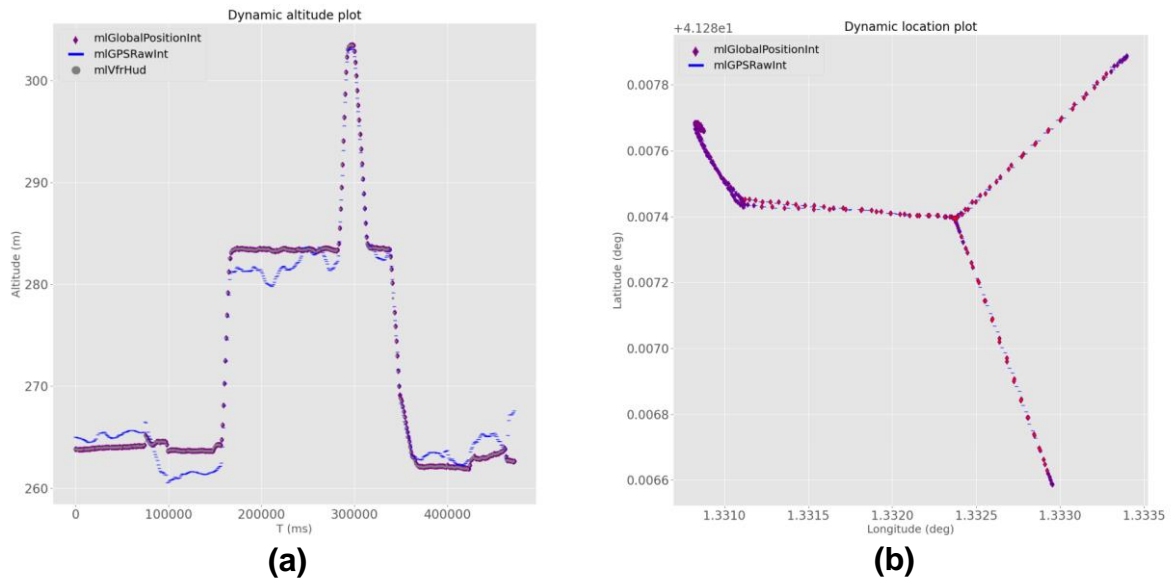 Dynamic altitude plot
mlGlobalPositionInt
mlGPSRawInt
mlVfrHud
300
290
280
270
260
Altitude (m)
0 100000 200000 300000 400000
T (ms)
(a)
+4.128e1
Dynamic location plot
mlGlobalPositionInt
mlGPSRawInt
0.0078
0.0076
0.0074
0.0072
0.0070
0.0068
0.0066
Latitude (deg)
1.3310 1.3315 1.3320 1.3325 1.3330 1.3335
Longitude (deg)
(b)